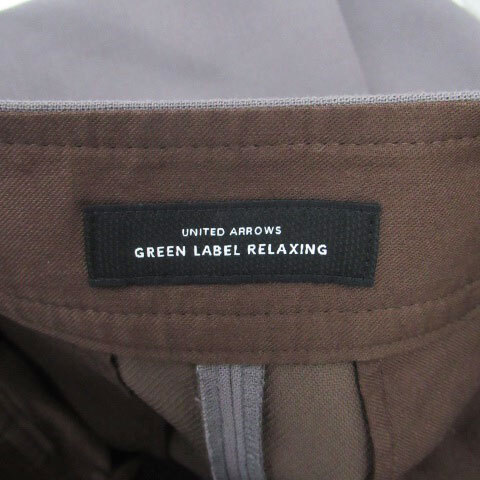 UNITED ARROWS
GREEN LABEL RELAXING